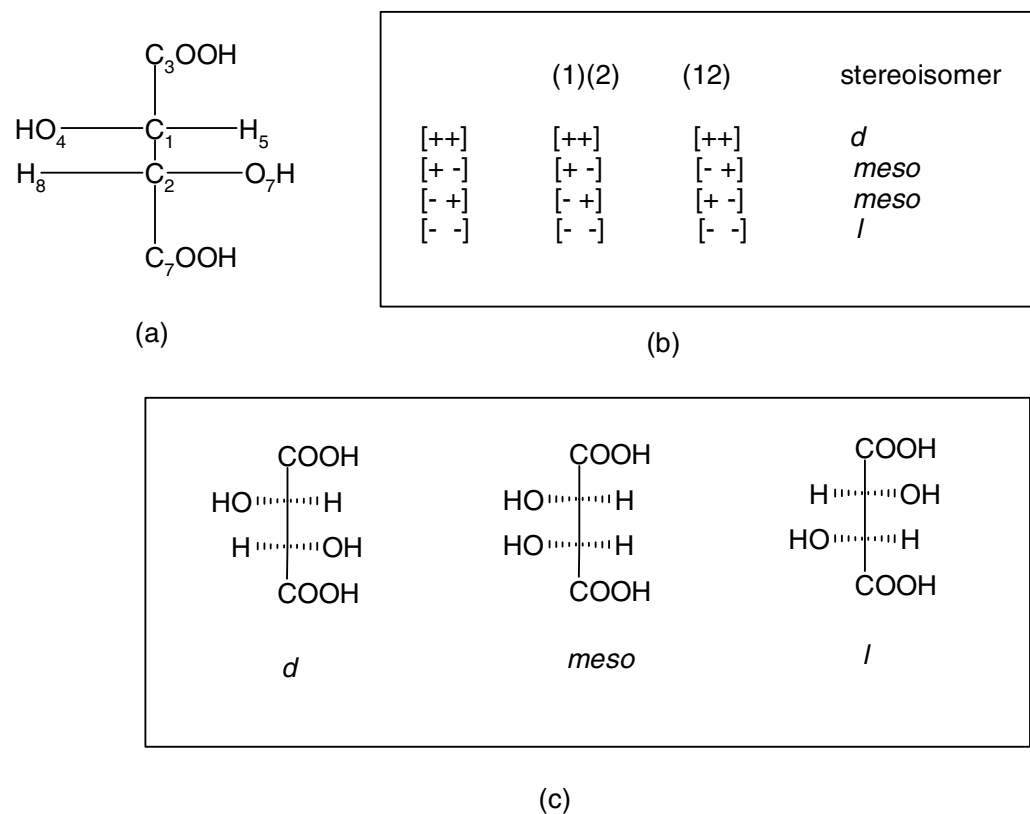 C₃OOH
HO₄ C₁ H₅
H₈ C₂ O₇H
C₇OOH
(a)
(1)(2) (12) stereoisomer
[++] [++] [++] d
[+ -] [+ -] [- +] meso
[- +] [- +] [+ -] meso
[- -] [- -] [- -] l
(b)
COOH COOH COOH
HO H HO H H OH
H OH HO H HO H
COOH COOH COOH
d meso l
(c)